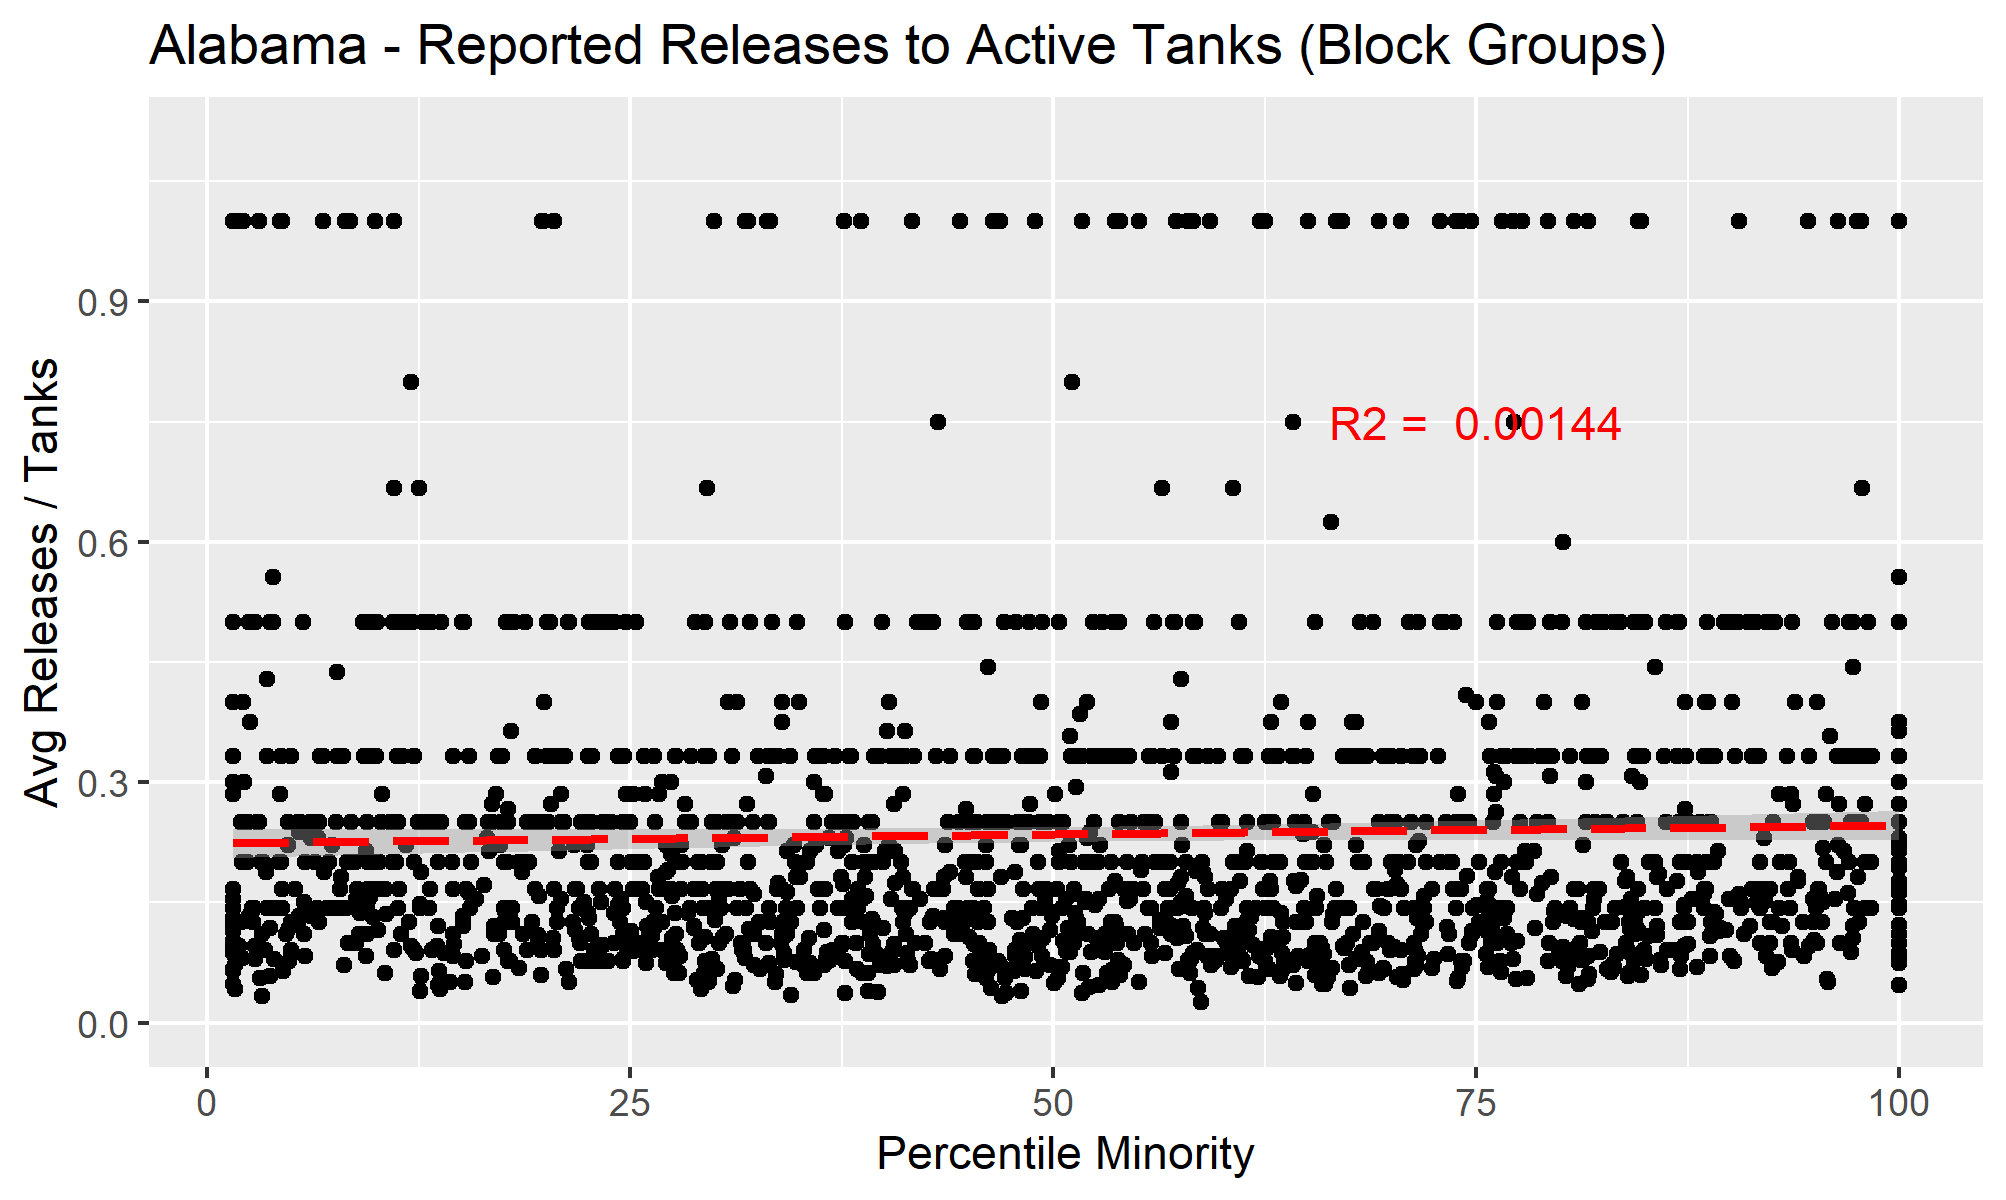 Alabama - Reported Releases to Active Tanks (Block Groups)
Avg Releases / Tanks
0.9
0.6
0.3
0.0
R2 =  0.00144
0 25 50 75 100
Percentile Minority